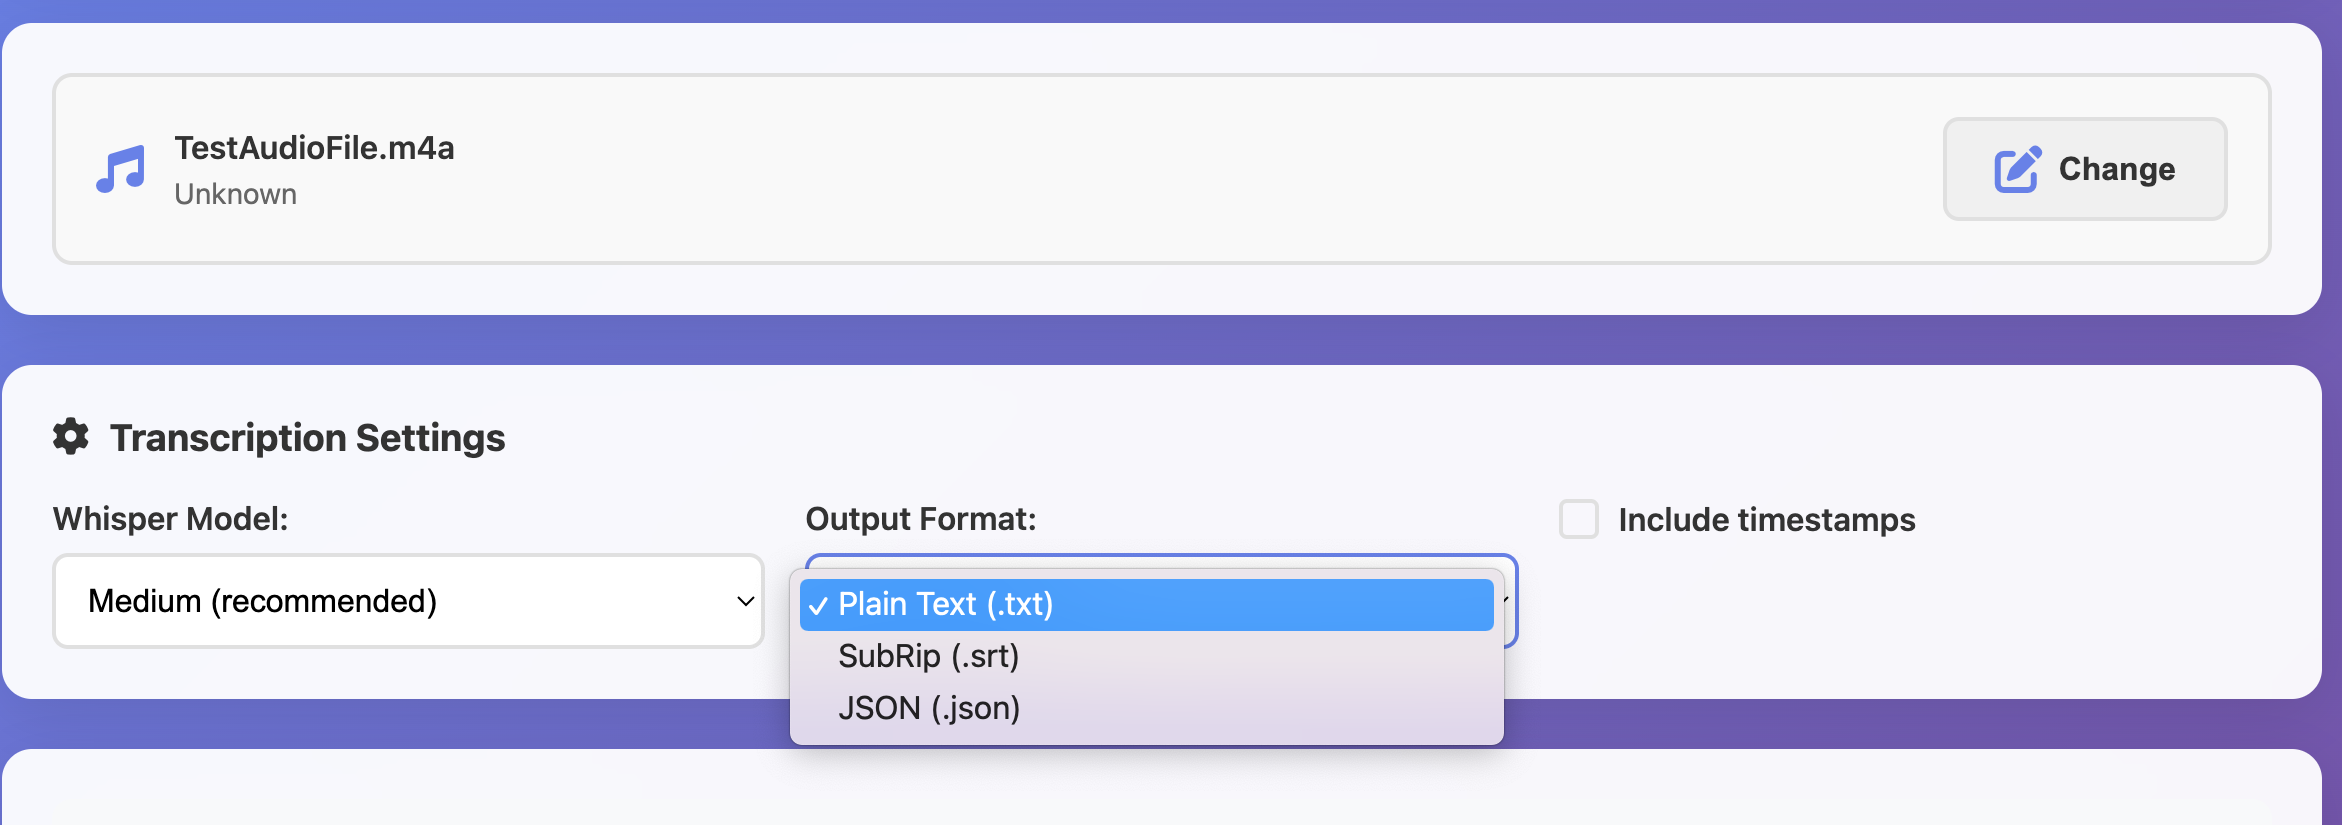 TestAudioFile.m4a
Unknown
Change
Transcription Settings
Whisper Model:
Medium (recommended)
Output Format:
Plain Text (.txt)
SubRip (.srt)
JSON (.json)
Include timestamps